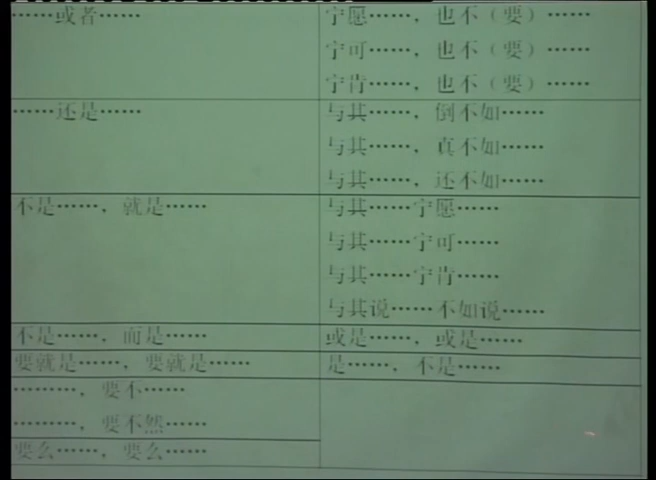 ……或者……
宁愿……，也不（要）……
宁可……，也不（要）……
宁肯……，也不（要）……
……还是……
与其……，倒不如……
与其……，真不如……
与其……，还不如……
不是……，就是……
与其……宁愿……
与其……宁可……
与其……宁肯……
与其说……不如说……
不是……，而是……
或是……，或是……
要就是……，要就是……
是……，不是……
………，要不……
………，要不然……
要么……，要么……